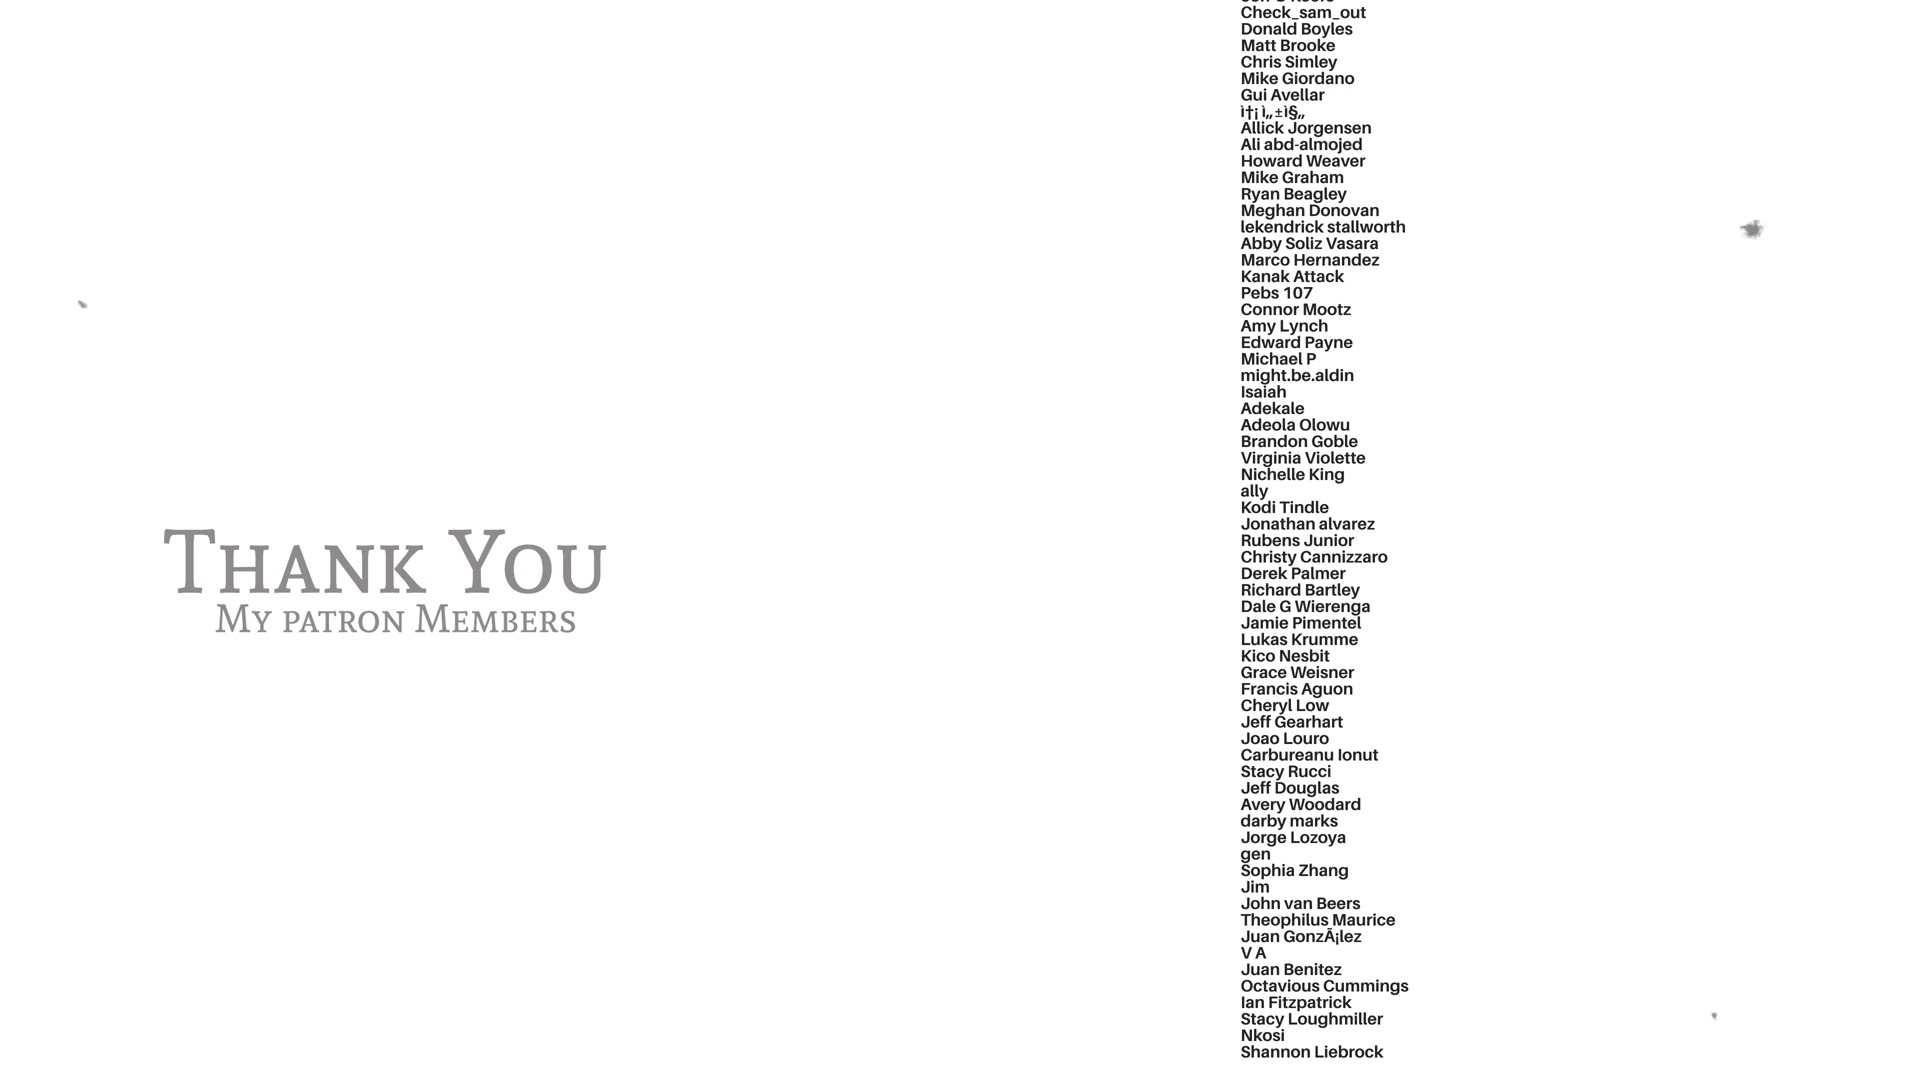 Thank You
My patron Members
Check_sam_out
Donald Boyles
Matt Brooke
Chris Simley
Mike Giordano
Gui Avellar
ì†¡ ì„±ì§„
Allick Jorgensen
Ali abd-almojed
Howard Weaver
Mike Graham
Ryan Beagley
Meghan Donovan
lekendrick stallworth
Abby Soliz Vasara
Marco Hernandez
Kanak Attack
Pebs 107
Connor Mootz
Amy Lynch
Edward Payne
Michael P
might.be.aldin
Isaiah
Adekale
Adeola Olowu
Brandon Goble
Virginia Violette
Nichelle King
ally
Kodi Tindle
Jonathan alvarez
Rubens Junior
Christy Cannizzaro
Derek Palmer
Richard Bartley
Dale G Wierenga
Jamie Pimentel
Lukas Krumme
Kico Nesbit
Grace Weisner
Francis Aguon
Cheryl Low
Jeff Gearhart
Joao Louro
Carbureanu Ionut
Stacy Rucci
Jeff Douglas
Avery Woodard
darby marks
Jorge Lozoya
gen
Sophia Zhang
Jim
John van Beers
Theophilus Maurice
Juan GonzÃ¡lez
V A
Juan Benitez
Octavious Cummings
Ian Fitzpatrick
Stacy Loughmiller
Nkosi
Shannon Liebrock